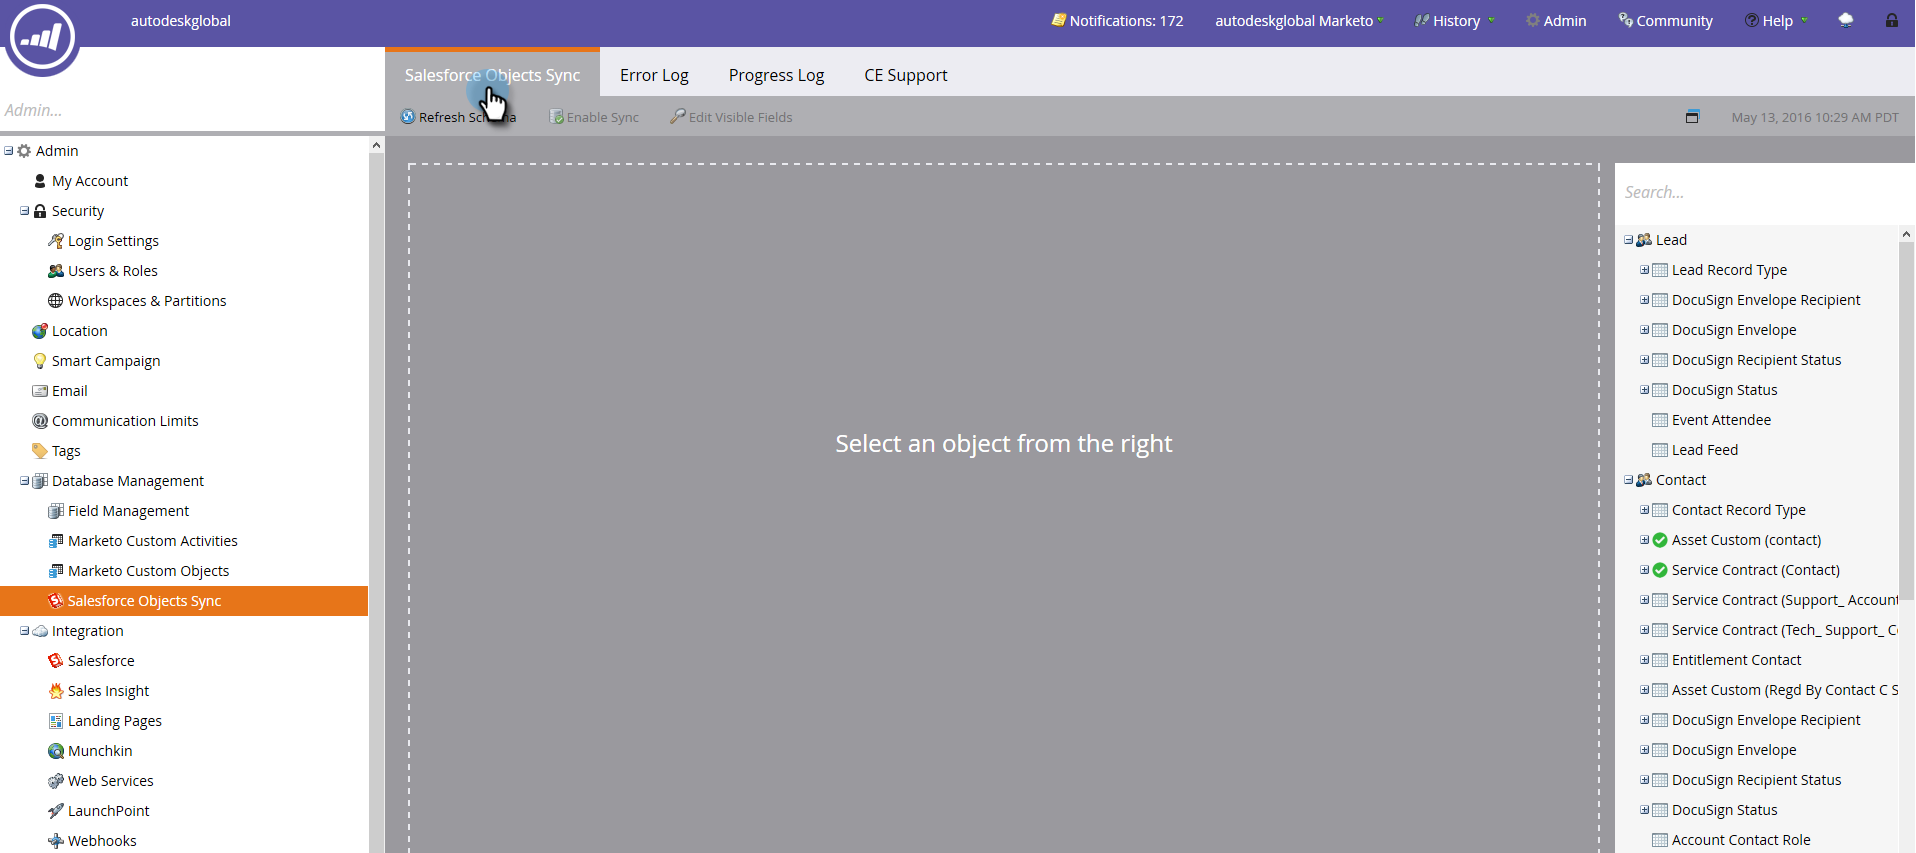 autodeskglobal
Notifications: 172
autodeskglobal Marketo
History
Admin
Community
Help
Salesforce Objects Sync
Error Log
Progress Log
CE Support
Admin...
Refresh
Enable Sync
Edit Visible Fields
May 13, 2016 10:29 AM PDT
Admin
My Account
Security
Login Settings
Users & Roles
Workspaces & Partitions
Location
Smart Campaign
Email
Communication Limits
Tags
Database Management
Field Management
Marketo Custom Activities
Marketo Custom Objects
Salesforce Objects Sync
Integration
Salesforce
Sales Insight
Landing Pages
Munchkin
Web Services
LaunchPoint
Webhooks
Select an object from the right
Search...
Lead
Lead Record Type
DocuSign Envelope Recipient
DocuSign Envelope
DocuSign Recipient Status
DocuSign Status
Event Attendee
Lead Feed
Contact
Contact Record Type
Asset Custom (contact)
Service Contract (Contact)
Service Contract (Support_ Account
Service Contract (Tech_ Support_ C
Entitlement Contact
Asset Custom (Regd By Contact C S
DocuSign Envelope Recipient
DocuSign Envelope
DocuSign Recipient Status
DocuSign Status
Account Contact Role